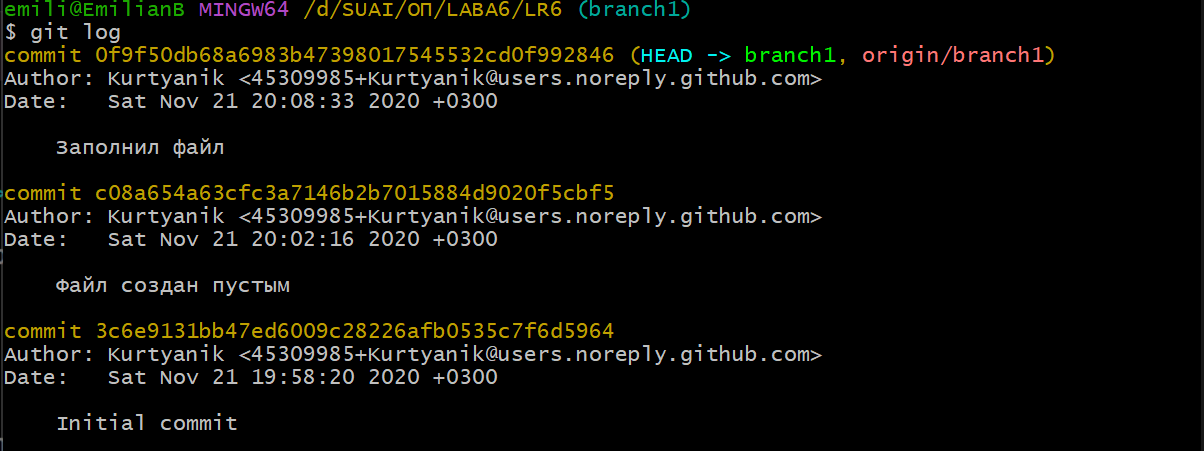 emili@EmilianB MINGW64 /d/SUAI/ОП/LABA6/LR6 (branch1)
$ git log
commit 0f9f50db68a6983b47398017545532cd0f992846 (HEAD -> branch1, origin/branch1)
Author: Kurtyanik <45309985+Kurtyanik@users.noreply.github.com>
Date:   Sat Nov 21 20:08:33 2020 +0300
    Заполнил файл
commit c08a654a63cfc3a7146b2b7015884d9020f5cbf5
Author: Kurtyanik <45309985+Kurtyanik@users.noreply.github.com>
Date:   Sat Nov 21 20:02:16 2020 +0300
    Файл создан пустым
commit 3c6e9131bb47ed6009c28226afb0535c7f6d5964
Author: Kurtyanik <45309985+Kurtyanik@users.noreply.github.com>
Date:   Sat Nov 21 19:58:20 2020 +0300
    Initial commit